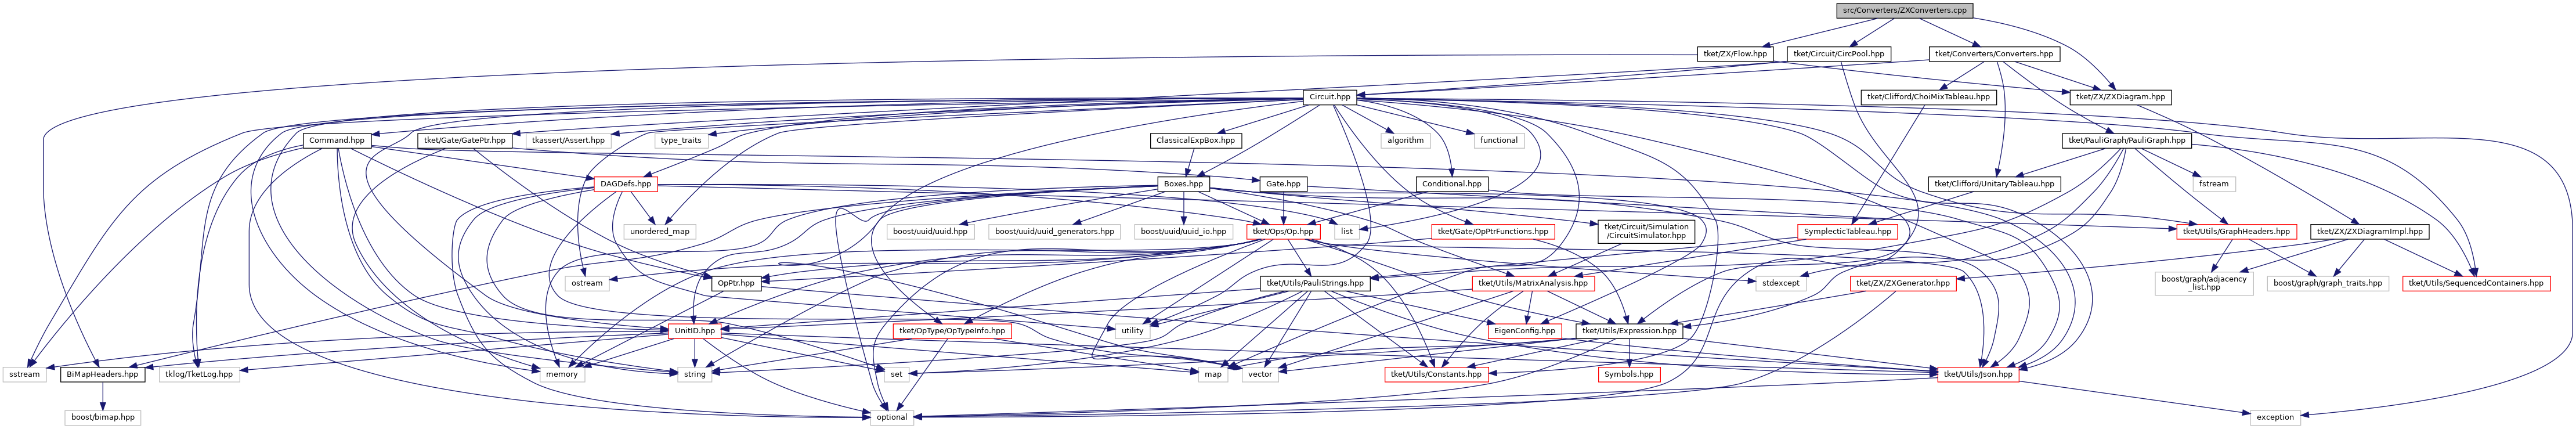 src/Converters/ZXConverters.cpp
tket/ZX/Flow.hpp
tket/Circuit/CircPool.hpp
tket/Converters/Converters.hpp
Circuit.hpp
tket/Clifford/ChoiMixTableau.hpp
tket/ZX/ZXDiagram.hpp
Command.hpp
tket/Gate/GatePtr.hpp
tkassert/Assert.hpp
type_traits
ClassicalExpBox.hpp
algorithm
functional
tket/PauliGraph/PauliGraph.hpp
DAGDefs.hpp
Boxes.hpp
Gate.hpp
Conditional.hpp
tket/Clifford/UnitaryTableau.hpp
fstream
unordered_map
boost/uuid/uuid.hpp
boost/uuid/uuid_generators.hpp
boost/uuid/uuid_io.hpp
tket/Ops/Op.hpp
list
tket/Gate/OpPtrFunctions.hpp
tket/Circuit/Simulation
/CircuitSimulator.hpp
SymplecticTableau.hpp
tket/Utils/GraphHeaders.hpp
tket/ZX/ZXDiagramImpl.hpp
ostream
OpPtr.hpp
tket/Utils/PauliStrings.hpp
tket/Utils/MatrixAnalysis.hpp
stdexcept
tket/ZX/ZXGenerator.hpp
boost/graph/adjacency
_list.hpp
boost/graph/graph_traits.hpp
tket/Utils/SequencedContainers.hpp
UnitID.hpp
tket/OpType/OpTypeInfo.hpp
utility
EigenConfig.hpp
tket/Utils/Expression.hpp
sstream
BiMapHeaders.hpp
tklog/TketLog.hpp
memory
string
set
map
vector
tket/Utils/Constants.hpp
Symbols.hpp
tket/Utils/Json.hpp
boost/bimap.hpp
optional
exception